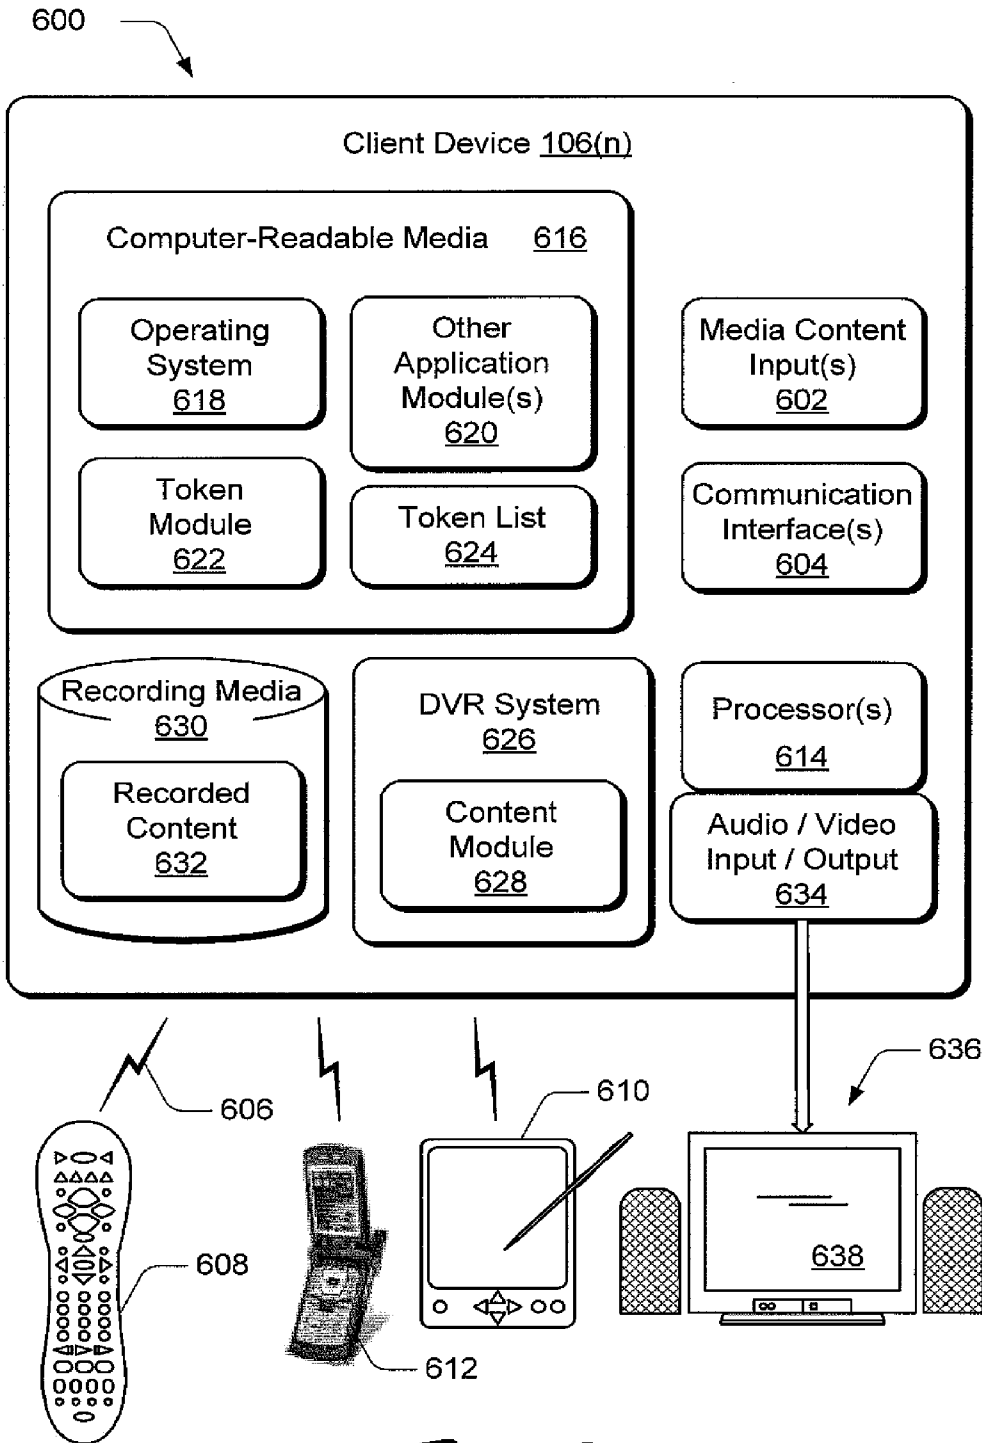 600
Client Device 106(n)
Computer-Readable Media 616
Operating
System
618
Other
Application
Module(s)
620
Token
Module
622
Token List
624
Media Content
Input(s)
602
Communication
Interface(s)
604
Recording Media
630
Recorded
Content
632
DVR System
626
Content
Module
628
Processor(s)
614
Audio / Video
Input / Output
634
606
610
636
608
612
638